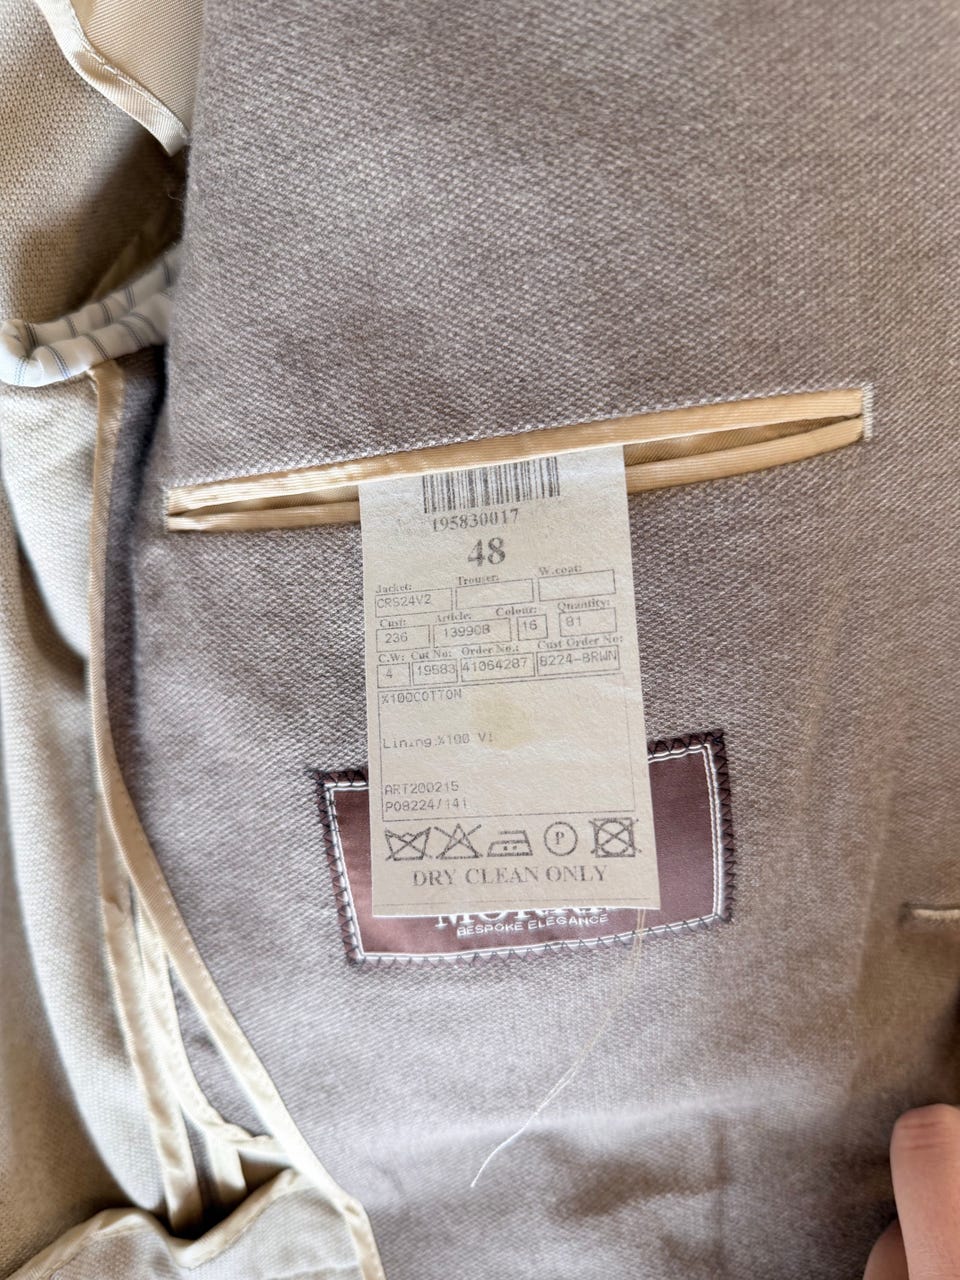 195830017
48
Jacket: Trouser: W.coat:
CRS24V2
Cust: Article: Colour: Quantity:
236 139908 16 01
C.W: Cut No: Order No.: Cust Order No:
4 19583 41064287 8224-BRWN
%100COTTON
Lining:%100 VI
ART200215
P08224/141
P
DRY CLEAN ONLY
BESPOKE ELEGANCE